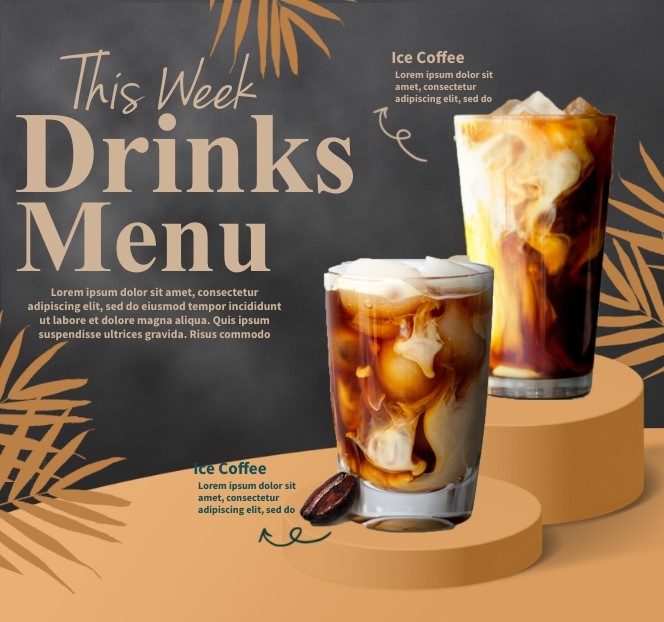 This Week
Drinks
Menu
Lorem ipsum dolor sit amet, consectetur
adipiscing elit, sed do eiusmod tempor incididunt
ut labore et dolore magna aliqua. Quis ipsum
suspendisse ultrices gravida. Risus commodo
Ice Coffee
Lorem ipsum dolor sit
amet, consectetur
adipiscing elit, sed do
Ice Coffee
Lorem ipsum dolor sit
amet, consectetur
adipiscing elit, sed do